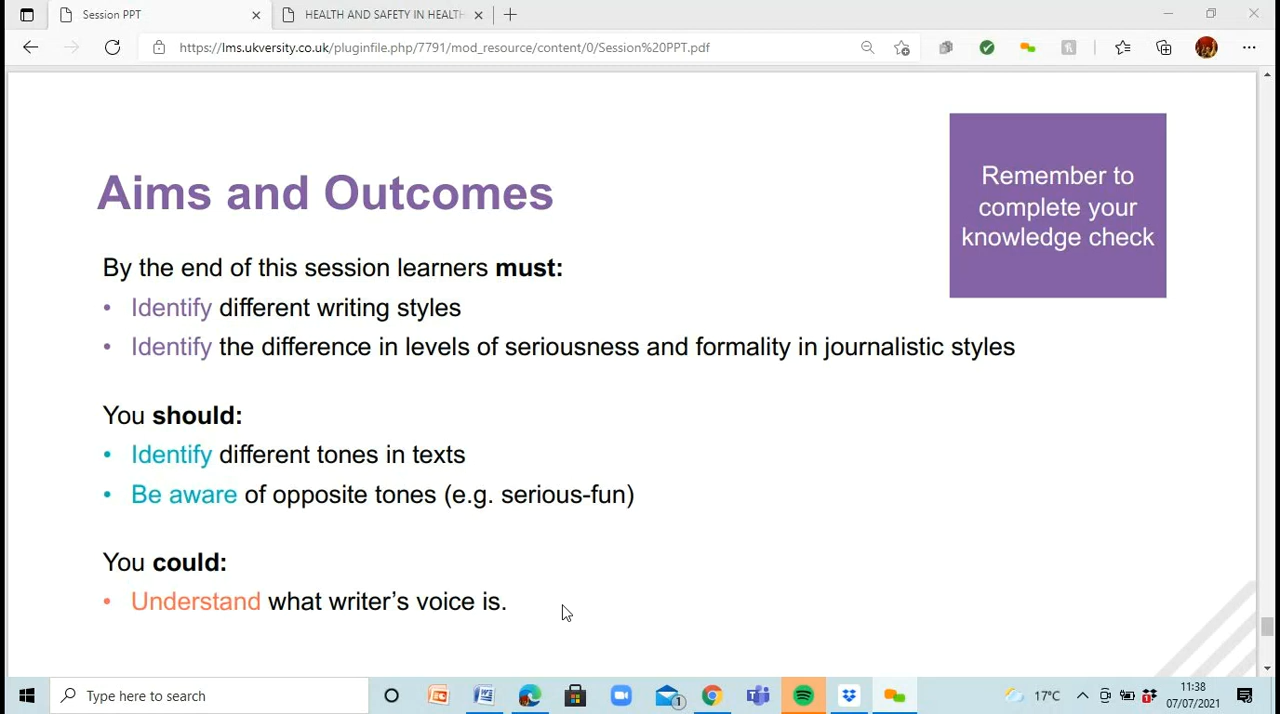 Session PPT
HEALTH AND SAFETY IN HEALTH
https://lms.ukversity.co.uk/pluginfile.php/7791/mod_resource/content/0/Session%20PPT.pdf
Remember to
complete your
knowledge check
Aims and Outcomes
By the end of this session learners must:
• Identify different writing styles
• Identify the difference in levels of seriousness and formality in journalistic styles
You should:
• Identify different tones in texts
• Be aware of opposite tones (e.g. serious-fun)
You could:
• Understand what writer's voice is.
Type here to search
1
17°C
11:38
07/07/2021